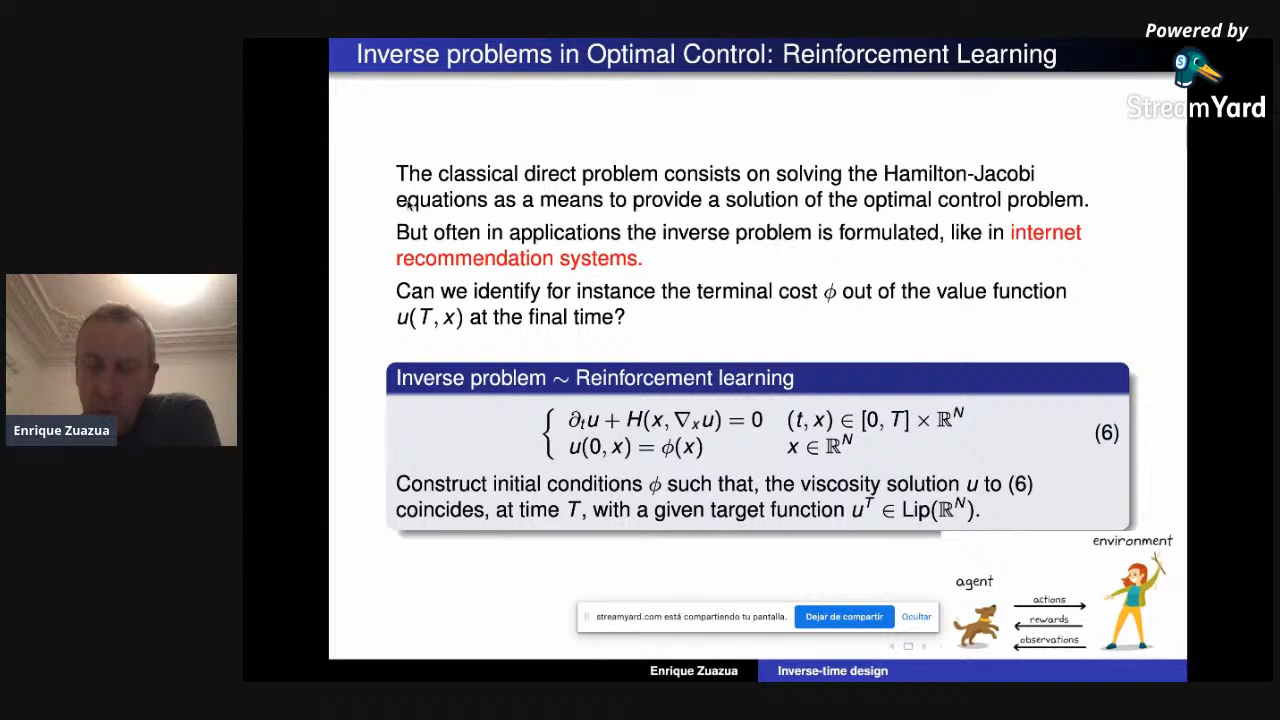 Powered by
StreamYard
Inverse problems in Optimal Control: Reinforcement Learning
The classical direct problem consists on solving the Hamilton-Jacobi
equations as a means to provide a solution of the optimal control problem.
But often in applications the inverse problem is formulated, like in internet
recommendation systems.
Can we identify for instance the terminal cost ϕ out of the value function
u(T, x) at the final time?
Inverse problem ∼ Reinforcement learning
{ ∂ₜu + H(x, ∇ₓu) = 0 (t, x) ∈ [0, T] × ℝᴺ
u(0, x) = ϕ(x) x ∈ ℝᴺ
(6)
Construct initial conditions ϕ such that, the viscosity solution u to (6)
coincides, at time T, with a given target function uᵀ ∈ Lip(ℝᴺ).
environment
agent
actions
rewards
observations
streamyard.com está compartiendo tu pantalla.
Dejar de compartir
Ocultar
Enrique Zuazua
Inverse-time design
Enrique Zuazua